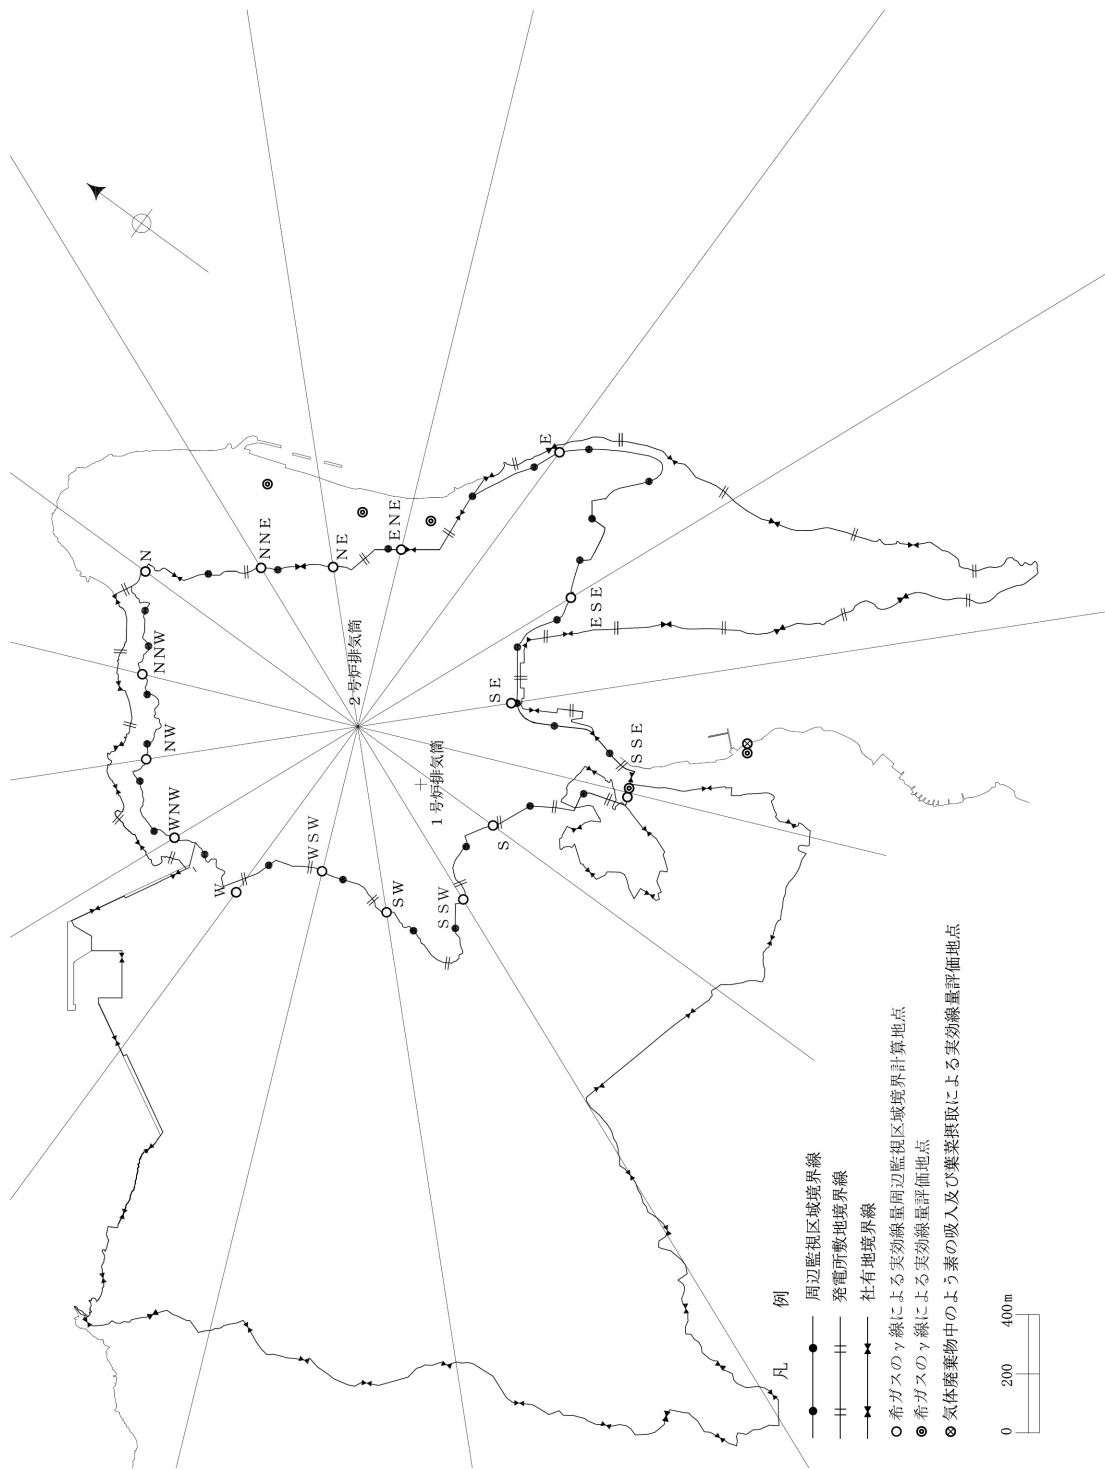 N
NNE
NE
ENE
E
ESE
SE
SSE
S
SSW
SW
WSW
W
WNW
NW
NNW
2号炉排気筒
1号炉排気筒
凡 例
周辺監視区域境界線
発電所敷地境界線
社有地境界線
希ガスのγ線による実効線量周辺監視区域境界計算地点
希ガスのγ線による実効線量評価地点
気体廃棄物中のよう素の吸入及び葉菜摂取による実効線量評価地点
0 200 400m